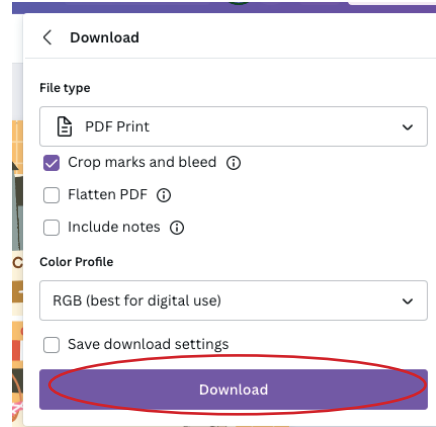 Download
File type
PDF Print
Crop marks and bleed
Flatten PDF
Include notes
C
Color Profile
RGB (best for digital use)
Save download settings
Download